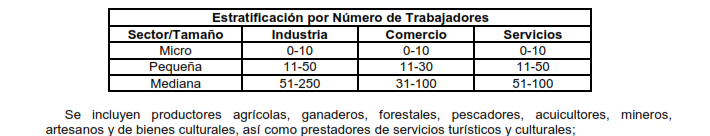 Estratificación por Número de Trabajadores
Sector/Tamaño Industria Comercio Servicios
Micro 0-10 0-10 0-10
Pequeña 11-50 11-30 11-50
Mediana 51-250 31-100 51-100
Se incluyen productores agrícolas, ganaderos, forestales, pescadores, acuicultores, mineros,
artesanos y de bienes culturales, así como prestadores de servicios turísticos y culturales;